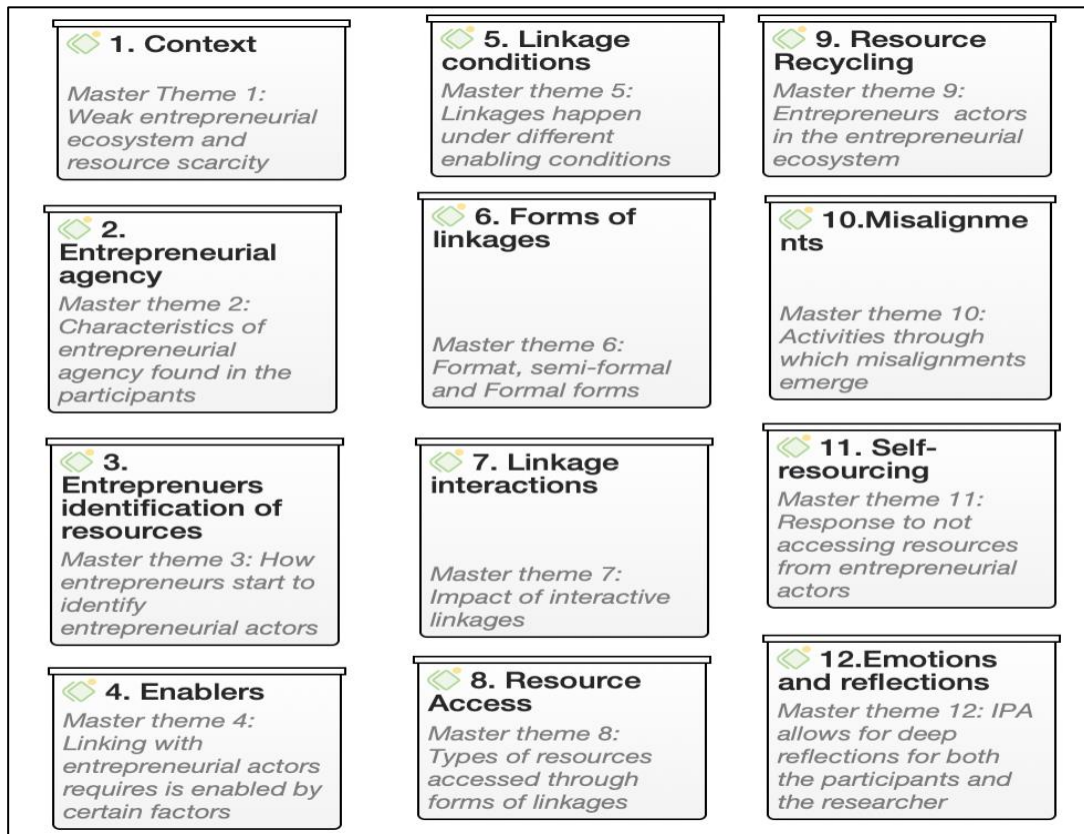 1. Context
Master Theme 1:
Weak entrepreneurial
ecosystem and
resource scarcity
2.
Entrepreneurial
agency
Master theme 2:
Characteristics of
entrepreneurial
agency found in the
participants
3.
Entreprenuers
identification of
resources
Master theme 3: How
entrepreneurs start to
identify
entrepreneurial actors
4. Enablers
Master theme 4:
Linking with
entrepreneurial actors
requires is enabled by
certain factors
5. Linkage
conditions
Master theme 5:
Linkages happen
under different
enabling conditions
6. Forms of
linkages
Master theme 6:
Format, semi-formal
and Formal forms
7. Linkage
interactions
Master theme 7:
Impact of interactive
linkages
8. Resource
Access
Master theme 8:
Types of resources
accessed through
forms of linkages
9. Resource
Recycling
Master theme 9:
Entrepreneurs actors
in the entrepreneurial
ecosystem
10.Misalignme
nts
Master theme 10:
Activities through
which misalignments
emerge
11. Self-
resourcing
Master theme 11:
Response to not
accessing resources
from entrepreneurial
actors
12.Emotions
and reflections
Master theme 12: IPA
allows for deep
reflections for both
the participants and
the researcher